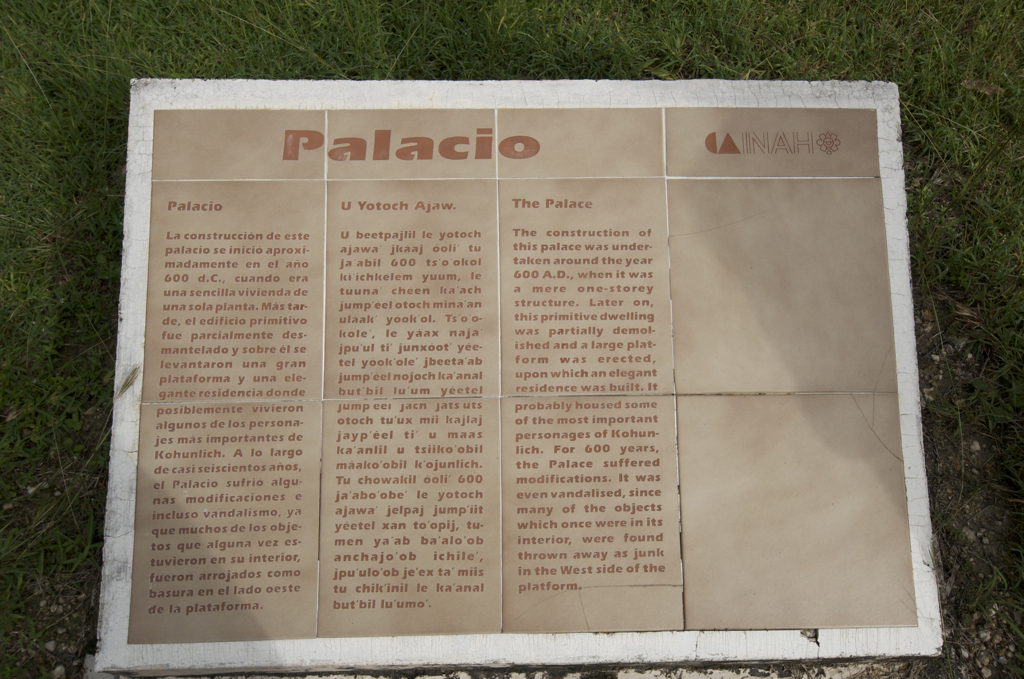 Palacio
INAH
Palacio
La construcción de este
palacio se inició aproxi-
madamente en el año
600 d.C., cuando era
una sencilla vivienda de
una sola planta. Más tar-
de, el edificio primitivo
fue parcialmente des-
mantelado y sobre él se
levantaron una gran
plataforma y una ele-
gante residencia donde
posiblemente vivieron
algunos de los persona-
jes más importantes de
Kohunlich. A lo largo
de casi seiscientos años,
el Palacio sufrió algu-
nas modificaciones e
incluso vandalismo, ya
que muchos de los obje-
tos que alguna vez es-
tuvieron en su interior,
fueron arrojados como
basura en el lado oeste
de la plataforma.
U Yotoch Ajaw.
U beetpajlil le yotoch
ajawa' jkaaj óoli' tu
ja'abil 600 ts'o'okol
ki'ichkelem yuum, le
tuuna' chéen ka'ach
jump'éel otoch mina'an
ulaak' yook'ol. Ts'o'o-
kole', le yáax naja'
jpu'ul ti' junxoot' yée-
tel yook'ole' jbeeta'ab
jump'éel nojoch ka'anal
but'bil lu'um yéetel
jump'éel jach jats'uts
otoch tu'ux míi kajlaj
jayp'éel ti' u maas
ka'anlil u tsiiko'obil
máako'obil k'ojunlich.
Tu chowakil óoli' 600
ja'abo'obe' le yotoch
ajawa' jelpaj jump'íit
yéetel xan to'opij, tu-
men ya'ab ba'alo'ob
anchajo'ob ichile',
jpu'ulo'ob je'ex ta' míis
tu chik'inil le ka'anal
but'bil lu'umo'.
The Palace
The construction of
this palace was under-
taken around the year
600 A.D., when it was
a mere one-storey
structure. Later on,
this primitive dwelling
was partially demol-
ished and a large plat-
form was erected,
upon which an elegant
residence was built. It
probably housed some
of the most important
personages of Kohun-
lich. For 600 years,
the Palace suffered
modifications. It was
even vandalised, since
many of the objects
which once were in its
interior, were found
thrown away as junk
in the West side of the
platform.